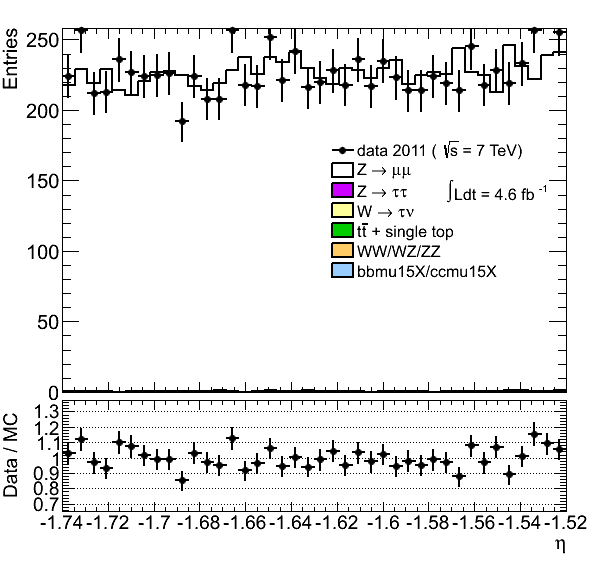 Entries
250
200
150
100
50
0
data 2011 ( √s = 7 TeV)
Z → μμ
Z → ττ
∫Ldt = 4.6 fb⁻¹
W → τν
tt̄ + single top
WW/WZ/ZZ
bbmu15X/ccmu15X
Data / MC
1.3
1.2
1.1
1
0.9
0.8
0.7
-1.74 -1.72 -1.7 -1.68 -1.66 -1.64 -1.62 -1.6 -1.58 -1.56 -1.54 -1.52
η